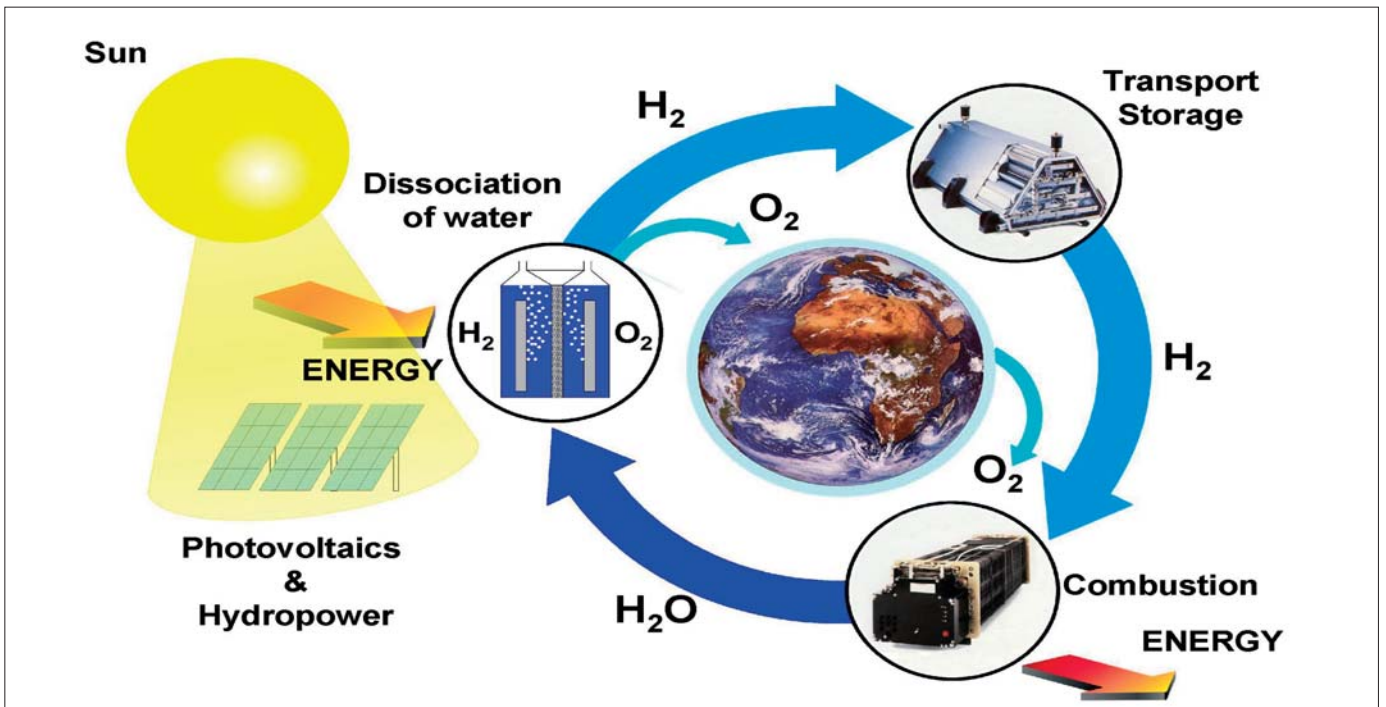 Sun
Dissociation
of water
H₂
O₂
ENERGY
Photovoltaics
&
Hydropower
H₂
O₂
Transport
Storage
H₂
O₂
Combustion
ENERGY
H₂O